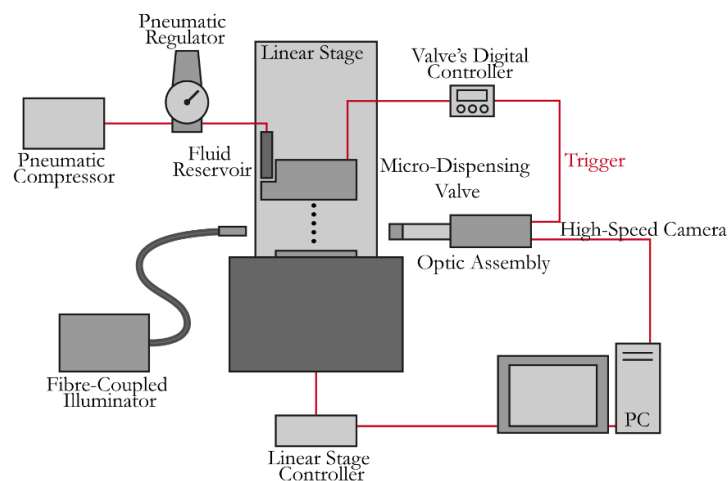 Pneumatic
Regulator
Linear Stage
Valve's Digital
Controller
Pneumatic
Compressor
Fluid
Reservoir
Micro-Dispensing
Valve
Trigger
High-Speed Camera
Optic Assembly
Fibre-Coupled
Illuminator
PC
Linear Stage
Controller